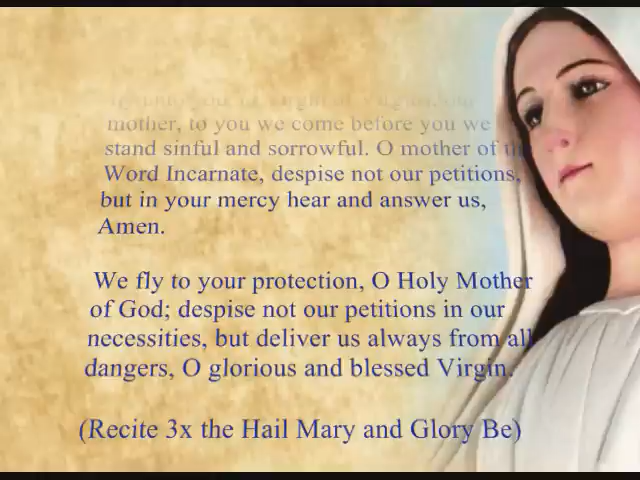 mother, to you we come before you we
stand sinful and sorrowful. O mother of the
Word Incarnate, despise not our petitions,
but in your mercy hear and answer us,
Amen.
We fly to your protection, O Holy Mother
of God; despise not our petitions in our
necessities, but deliver us always from all
dangers, O glorious and blessed Virgin.
(Recite 3x the Hail Mary and Glory Be)